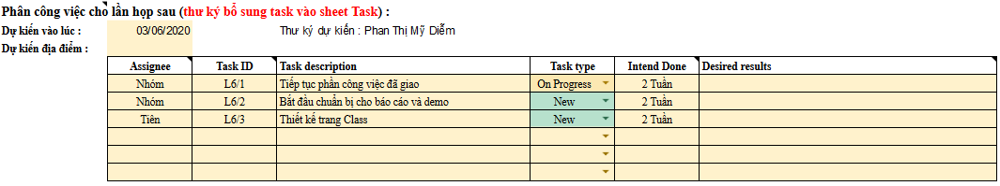 Phân công việc cho lần họp sau (thư ký bổ sung task vào sheet Task) :
Dự kiến vào lúc : 03/06/2020 Thư ký dự kiến : Phan Thị Mỹ Diễm
Dự kiến địa điểm :
Assignee Task ID Task description Task type Intend Done Desired results
Nhóm L6/1 Tiếp tục phần công việc đã giao On Progress 2 Tuần
Nhóm L6/2 Bắt đầu chuẩn bị cho báo cáo và demo New 2 Tuần
Tiên L6/3 Thiết kế trang Class New 2 Tuần